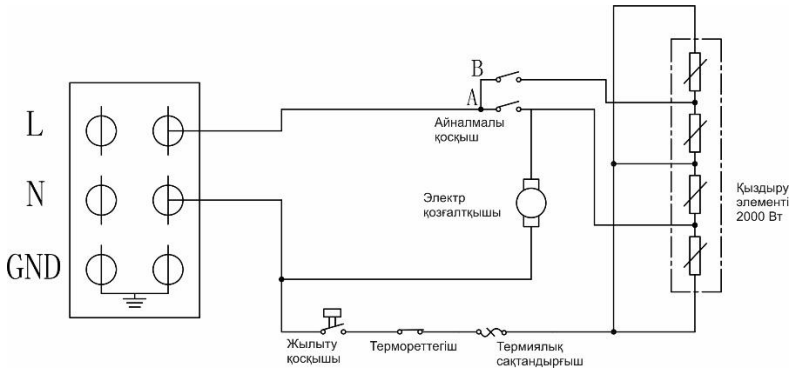 B
L
A
Айналмалы
қосқыш
N
Электр
қозғалтқышы
Қыздыру
элементі
2000 Вт
GND
Жылыту
қосқышы
Термореттегіш
Термиялық
сақтандырғыш